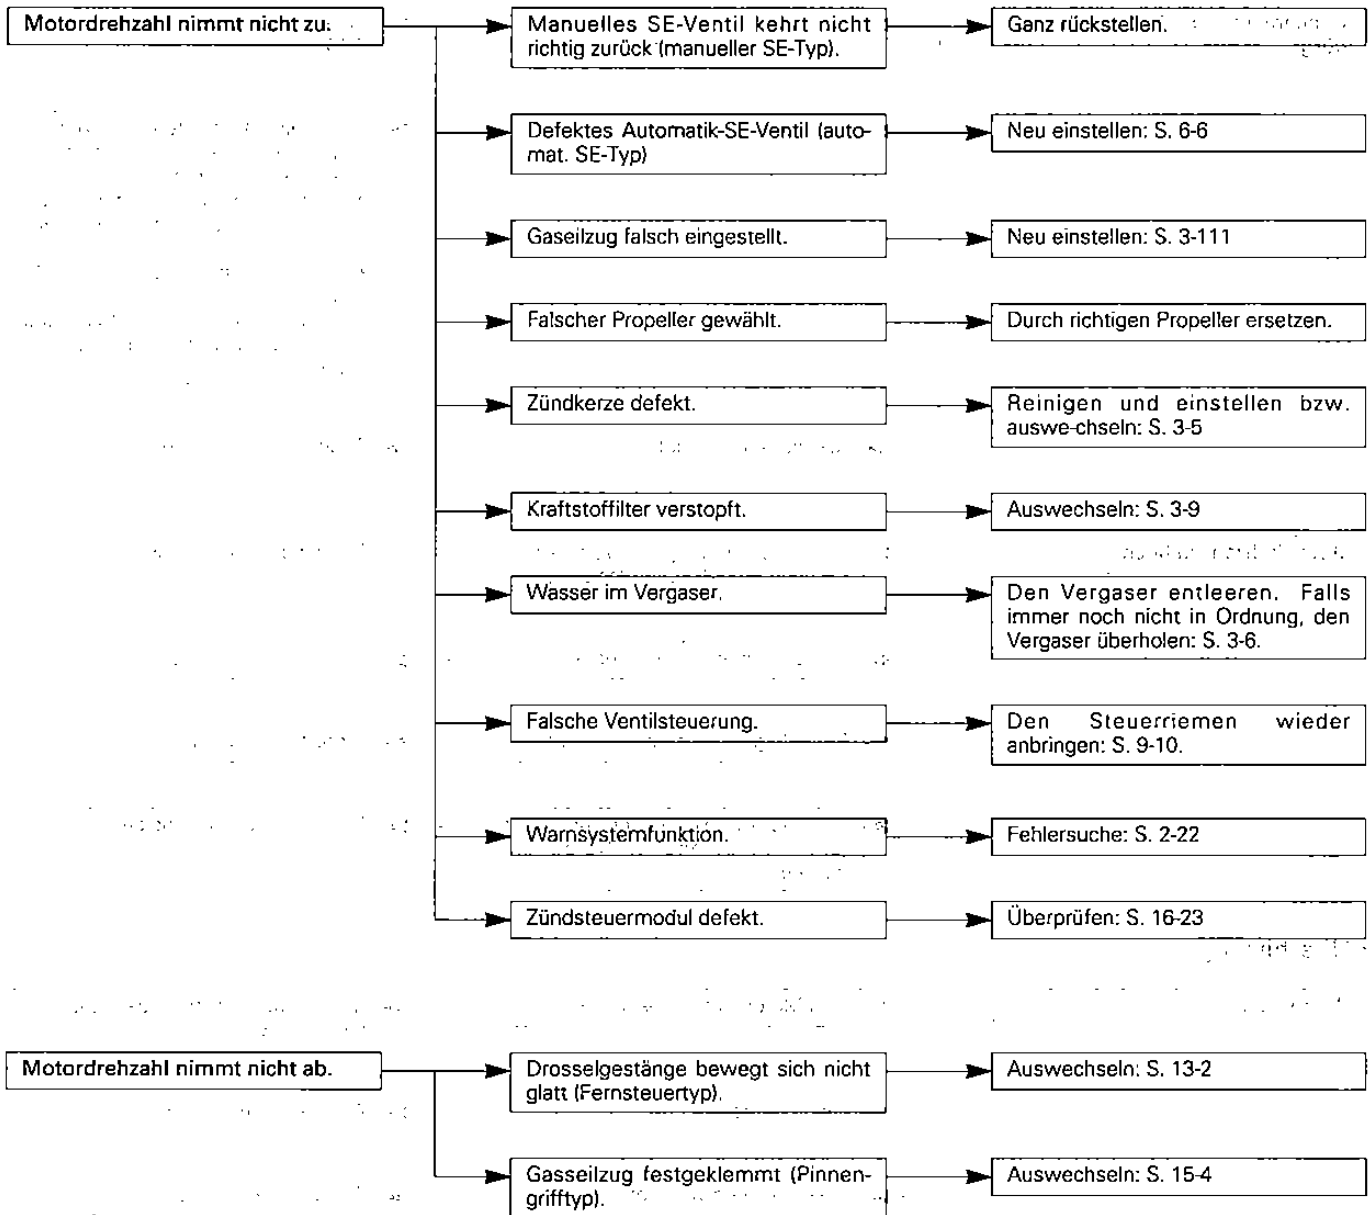 Motordrehzahl nimmt nicht zu.
Manuelles SE-Ventil kehrt nicht
richtig zurück (manueller SE-Typ).
Ganz rückstellen.
Defektes Automatik-SE-Ventil (auto-
mat. SE-Typ)
Neu einstellen: S. 6-6
Gaseilzug falsch eingestellt.
Neu einstellen: S. 3-111
Falscher Propeller gewählt.
Durch richtigen Propeller ersetzen.
Zündkerze defekt.
Reinigen und einstellen bzw.
auswe-chseln: S. 3-5
Kraftstoffilter verstopft.
Auswechseln: S. 3-9
Wasser im Vergaser.
Den Vergaser entleeren. Falls
immer noch nicht in Ordnung, den
Vergaser überholen: S. 3-6.
Falsche Ventilsteuerung.
Den Steuerriemen wieder
anbringen: S. 9-10.
Warnsystemfunktion.
Fehlersuche: S. 2-22
Zündsteuermodul defekt.
Überprüfen: S. 16-23
Motordrehzahl nimmt nicht ab.
Drosselgestänge bewegt sich nicht
glatt (Fernsteuertyp).
Auswechseln: S. 13-2
Gasseilzug festgeklemmt (Pinnen-
grifftyp).
Auswechseln: S. 15-4